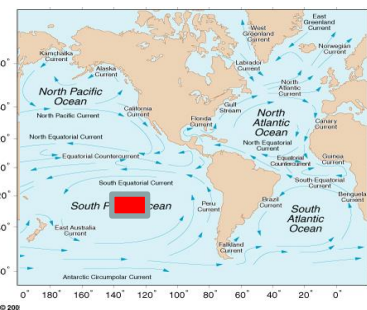 East
Greenland
Current
West
Greenland
Current
Norwegian
Current
Kamchatka
Current
Alaska
Current
Labrador
Current
North
Atlantic
Current
North Pacific
Ocean
California
Current
Gulf
Stream
North
Atlantic
Ocean
Canary
Current
North Pacific Current
Florida
Current
North Equatorial Current
North Equatorial
Current
Equatorial Countercurrent
Equatorial
Countercurrent
Guinea
Current
South Equatorial Current
South Equatorial
Current
Benguela
Current
South
Peru
Current
Brazil
Current
South
Atlantic
Ocean
East Australia
Current
Falkland
Current
Antarctic Circumpolar Current
180° 160° 140° 120° 100° 80° 60° 40° 20° 0°